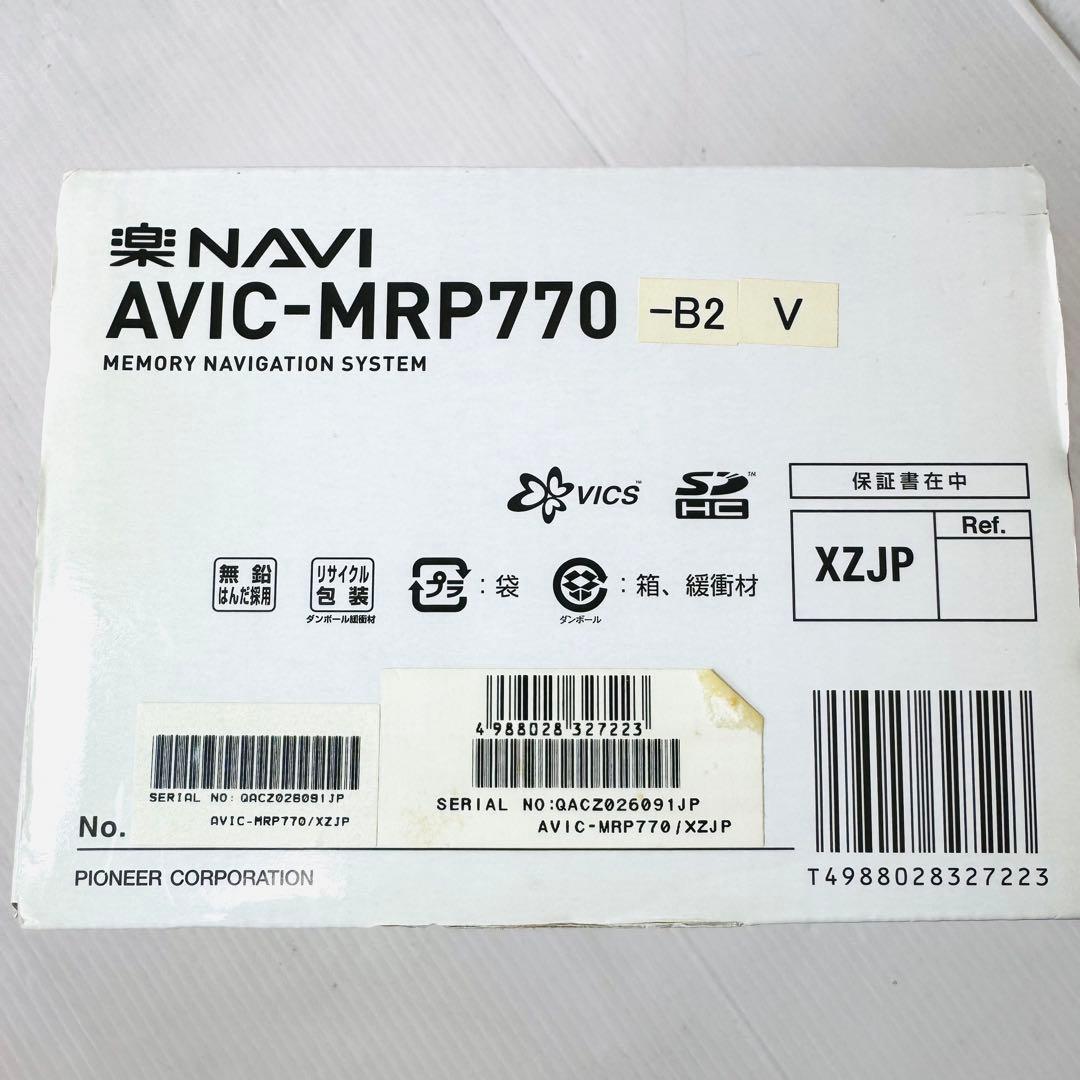 楽NAVI
AVIC-MRP770 -B2 V
MEMORY NAVIGATION SYSTEM
VICS™ SD HC™ 保証書在中
XZJP Ref.
無鉛 はんだ採用
リサイクル 包装
ダンボール緩衝材
プラ : 袋
ダンボール
: 箱、緩衝材
4 988028 327223
SERIAL NO:QACZ026091JP
AVIC-MRP770/XZJP
SERIAL NO:QACZ026091JP
AVIC-MRP770/XZJP
No.
PIONEER CORPORATION
T4988028327223